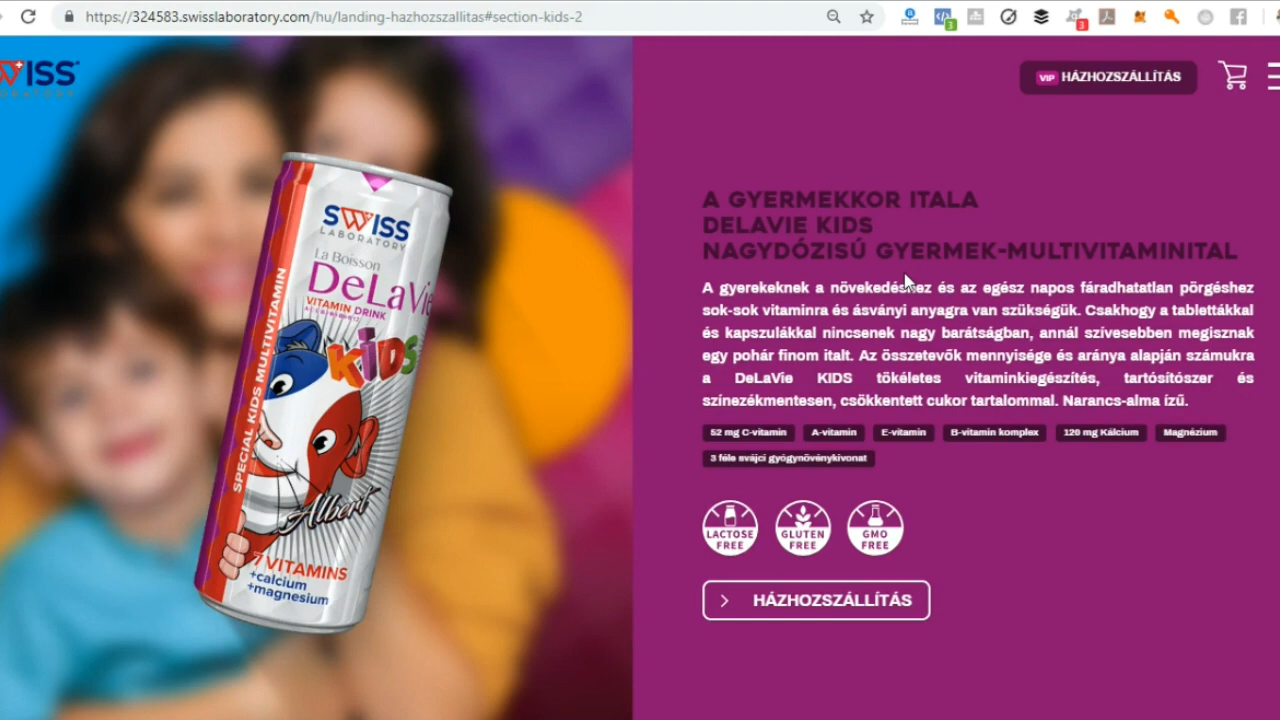 https://324583.swisslaboratory.com/hu/landing-hazhozszallitas#section-kids-2
3
3
WISS
VIP HÁZHOZSZÁLLÍTÁS
SWISS
LABORATORY
La Boisson
DeLaVie
VITAMIN DRINK
KIDS
SPECIAL KIDS MULTIVITAMIN
Albert
7 VITAMINS
+calcium
+magnesium
A GYERMEKKOR ITALA
DELAVIE KIDS
NAGYDÓZISÚ GYERMEK-MULTIVITAMINITAL
A gyerekeknek a növekedéshez és az egész napos fáradhatatlan pörgéshez
sok-sok vitaminra és ásványi anyagra van szükségük. Csakhogy a tablettákkal
és kapszulákkal nincsenek nagy barátságban, annál szívesebben megisznak
egy pohár finom italt. Az összetevők mennyisége és aránya alapján számukra
a DeLaVie KIDS tökéletes vitaminkiegészítés, tartósítószer és
színezékmentesen, csökkentett cukor tartalommal. Narancs-alma ízű.
52 mg C-vitamin A-vitamin E-vitamin B-vitamin komplex 120 mg Kálcium Magnézium
3 féle svájci gyógynövénykivonat
LACTOSE FREE
GLUTEN FREE
GMO FREE
HÁZHOZSZÁLLÍTÁS